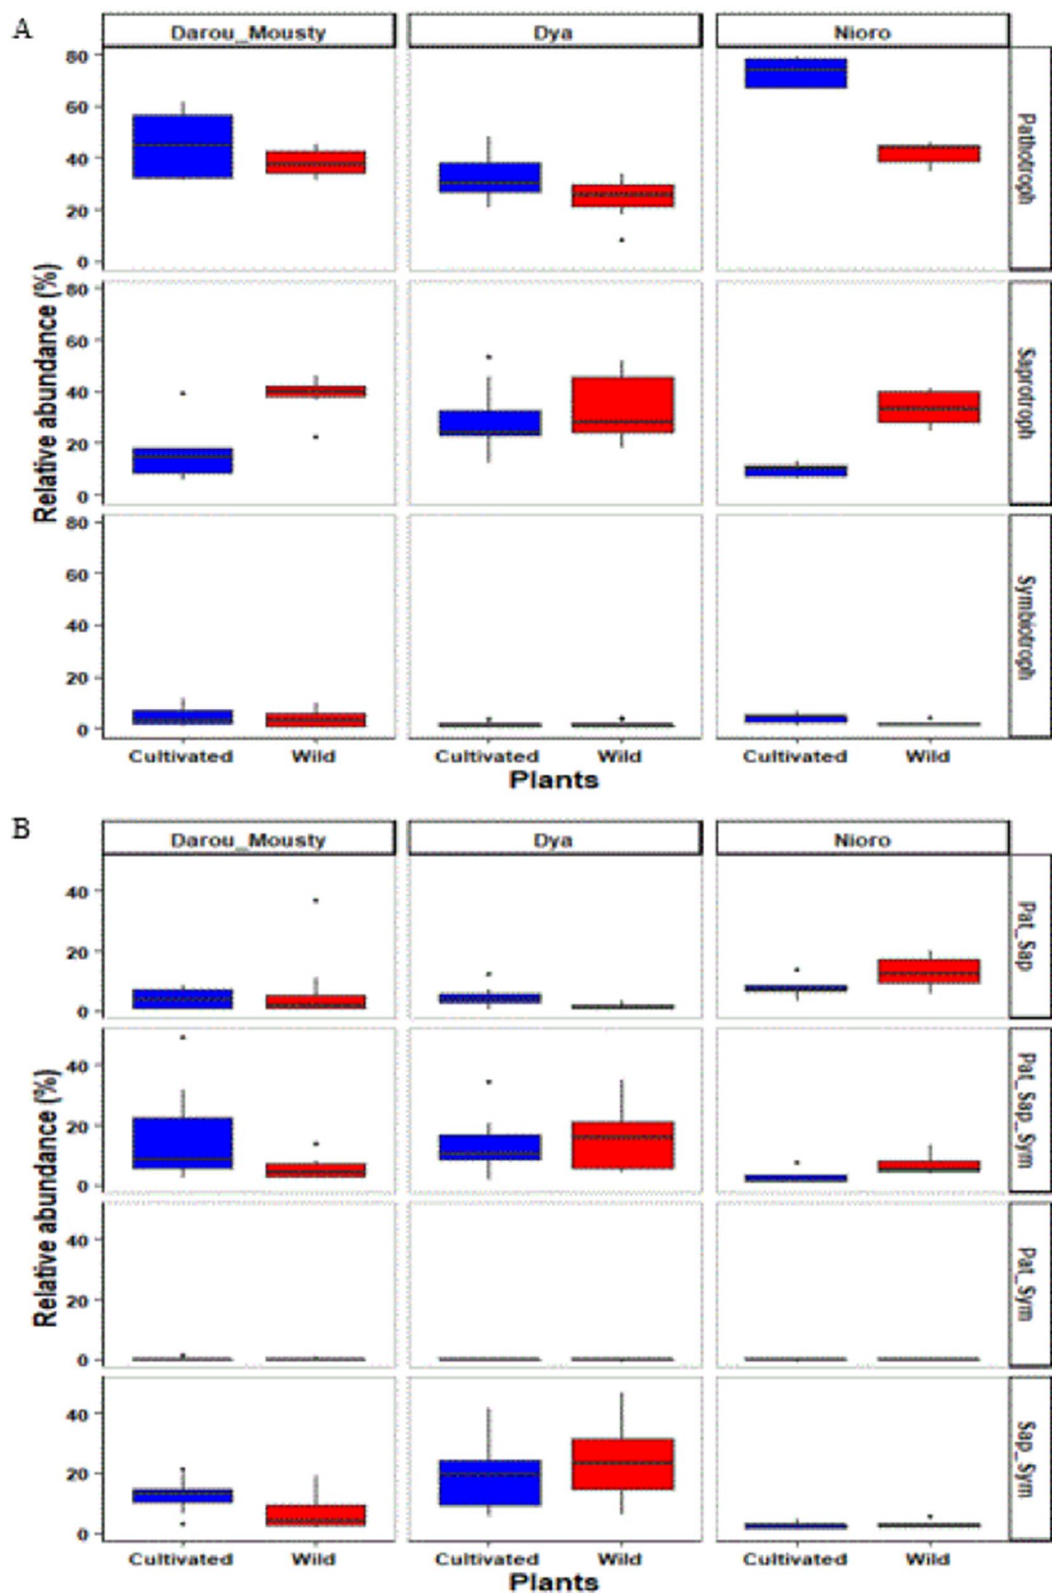 A
Darou_Mousty Dya Nioro
Relative abundance (%)
80
60
40
20
0
Pathotroph
80
60
40
20
0
Saprotroph
80
60
40
20
0
Symbiotroph
Cultivated Wild Cultivated Wild Cultivated Wild
Plants
B
Darou_Mousty Dya Nioro
Relative abundance (%)
40
20
0
Pat_Sap
40
20
0
Pat_Sap_Sym
40
20
0
Pat_Sym
40
20
0
Sap_Sym
Cultivated Wild Cultivated Wild Cultivated Wild
Plants